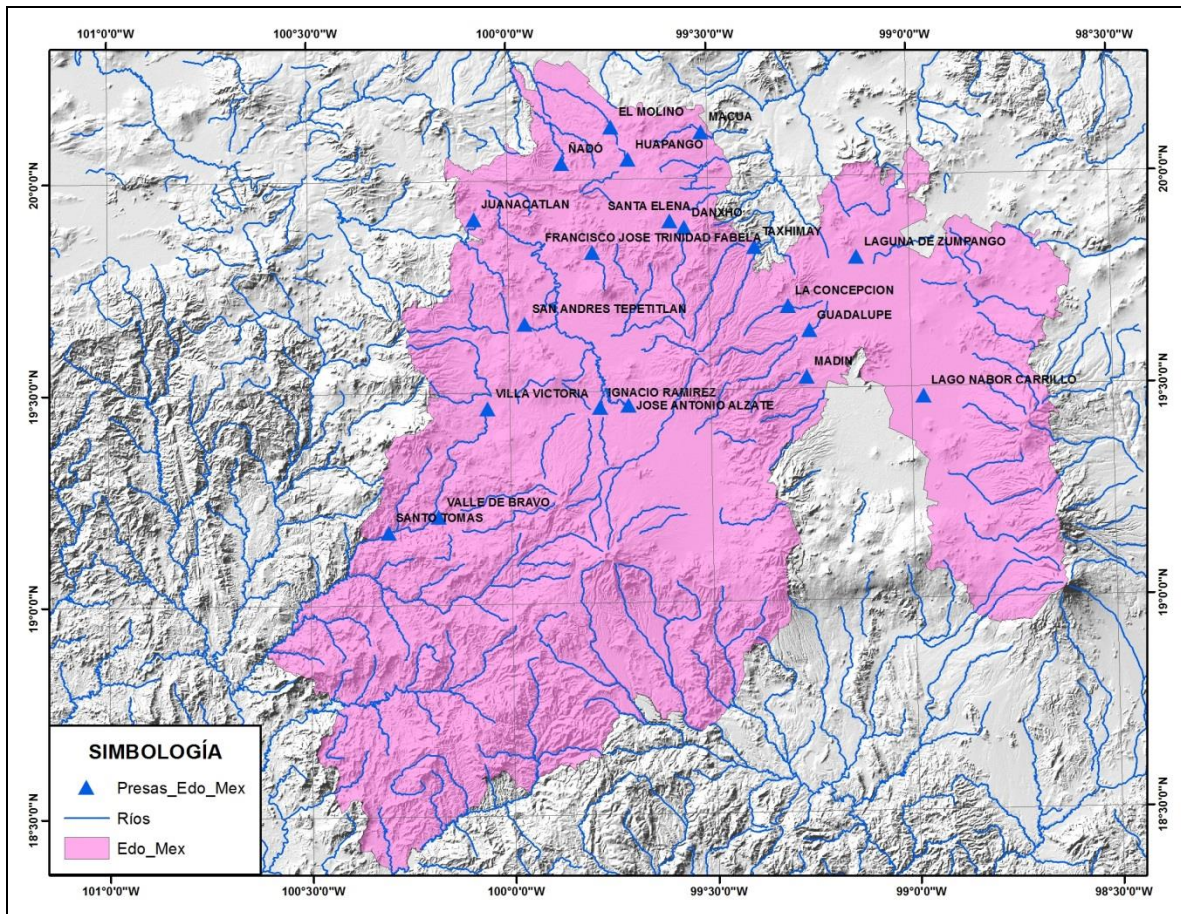 101°0'0"W 100°30'0"W 100°0'0"W 99°30'0"W 99°0'0"W 98°30'0"W
EL MOLINO
MACUA
ÑADÓ
HUAPANGO
20°0'0"N
20°0'0"N
JUANACATLAN
SANTA ELENA
DANXHO
FRANCISCO JOSE TRINIDAD FABELA
TAXHIMAY
LAGUNA DE ZUMPANGO
LA CONCEPCION
SAN ANDRES TEPETITLAN
GUADALUPE
MADIN
19°30'0"N
19°30'0"N
VILLA VICTORIA
IGNACIO RAMIREZ
JOSE ANTONIO ALZATE
LAGO NABOR CARRILLO
VALLE DE BRAVO
SANTO TOMAS
19°0'0"N
19°0'0"N
SIMBOLOGÍA
Presas_Edo_Mex
Ríos
Edo_Mex
18°30'0"N
18°30'0"N
101°0'0"W 100°30'0"W 100°0'0"W 99°30'0"W 99°0'0"W 98°30'0"W